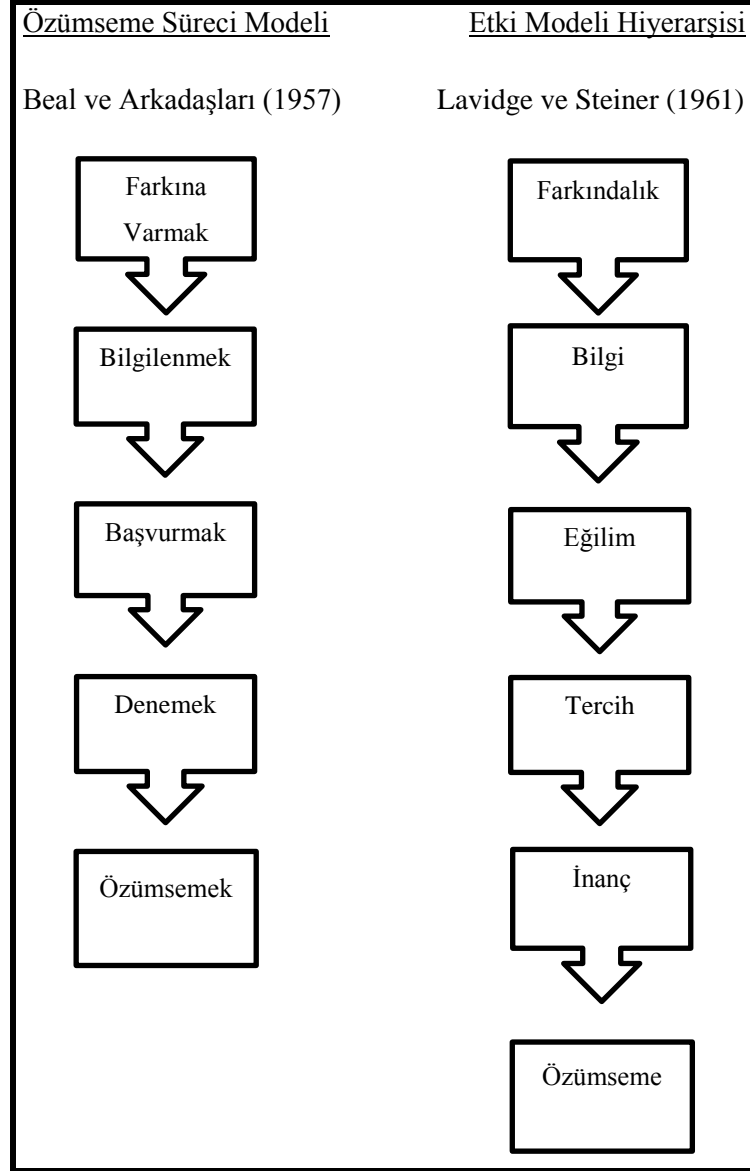 Özümseme Süreci Modeli
Etki Modeli Hiyerarşisi
Beal ve Arkadaşları (1957)
Lavidge ve Steiner (1961)
Farkına
Varmak
Bilgilenmek
Başvurmak
Denemek
Özümsemek
Farkındalık
Bilgi
Eğilim
Tercih
İnanç
Özümseme